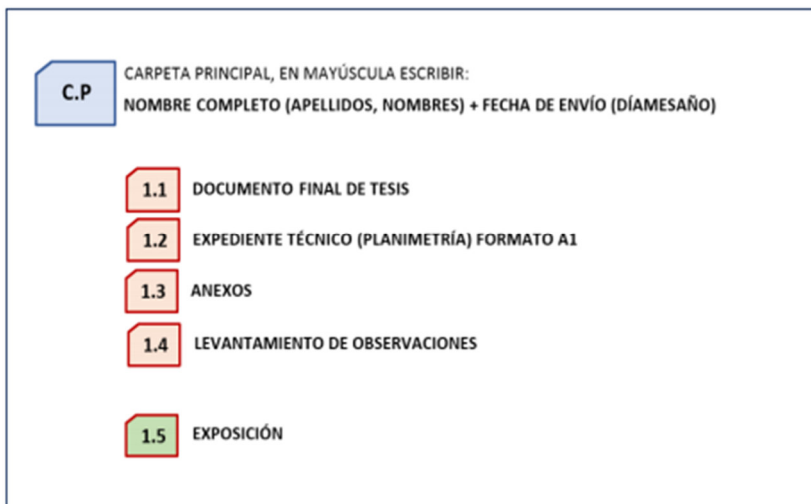 C.P
CARPETA PRINCIPAL, EN MAYÚSCULA ESCRIBIR:
NOMBRE COMPLETO (APELLIDOS, NOMBRES) + FECHA DE ENVÍO (DÍAMESAÑO)
1.1 DOCUMENTO FINAL DE TESIS
1.2 EXPEDIENTE TÉCNICO (PLANIMETRÍA) FORMATO A1
1.3 ANEXOS
1.4 LEVANTAMIENTO DE OBSERVACIONES
1.5 EXPOSICIÓN